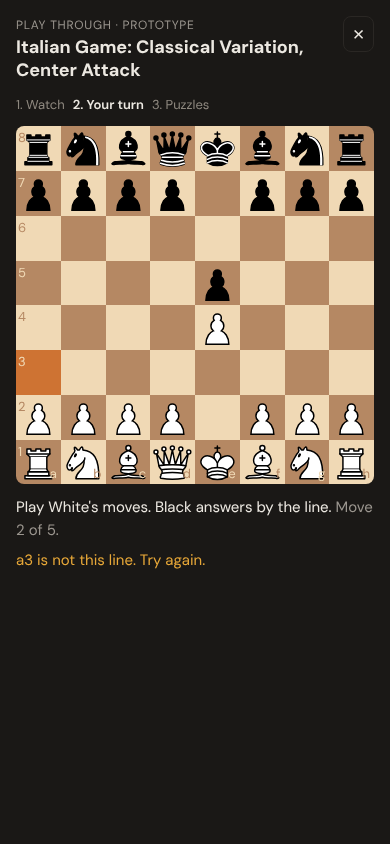 PLAY THROUGH · PROTOTYPE
✕
Italian Game: Classical Variation,
Center Attack
1. Watch 2. Your turn 3. Puzzles
8
7
6
5
4
3
2
1
a b c d e f g h
Play White's moves. Black answers by the line. Move
2 of 5.
a3 is not this line. Try again.